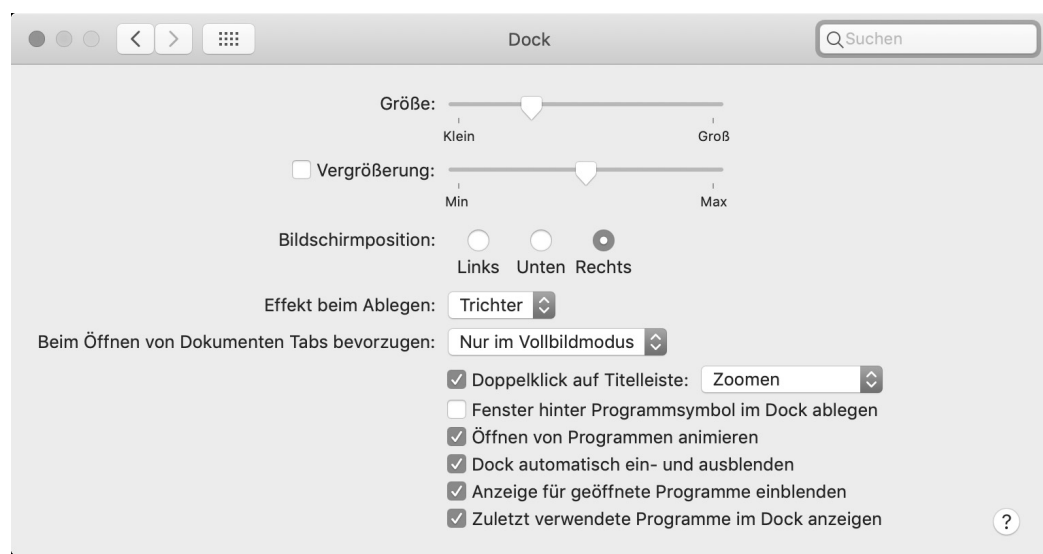 Dock
Suchen
Größe:
Klein Groß
Vergrößerung:
Min Max
Bildschirmposition:
Links Unten Rechts
Effekt beim Ablegen: Trichter
Beim Öffnen von Dokumenten Tabs bevorzugen: Nur im Vollbildmodus
Doppelklick auf Titelleiste: Zoomen
Fenster hinter Programmsymbol im Dock ablegen
Öffnen von Programmen animieren
Dock automatisch ein- und ausblenden
Anzeige für geöffnete Programme einblenden
Zuletzt verwendete Programme im Dock anzeigen
?